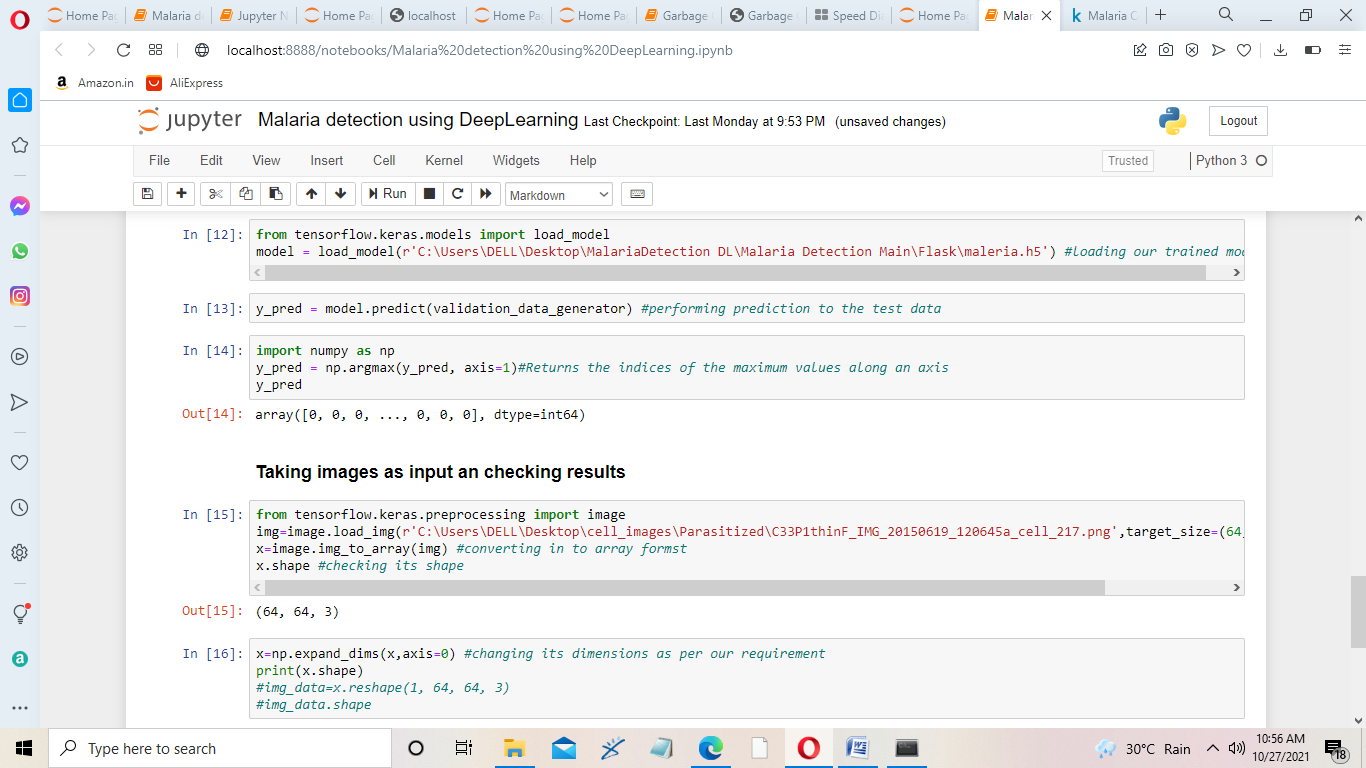 Home Pag
Malaria de
Jupyter N
Home Pag
localhost
Home Pag
Home Pag
Garbage
Garbage
Speed Di
Home Pag
Malar
Malaria C
localhost:8888/notebooks/Malaria%20detection%20using%20DeepLearning.ipynb
Amazon.in AliExpress
jupyter Malaria detection using DeepLearning Last Checkpoint: Last Monday at 9:53 PM (unsaved changes) Logout
File Edit View Insert Cell Kernel Widgets Help Trusted Python 3
Run Markdown
In [12]: from tensorflow.keras.models import load_model
model = load_model(r'C:\Users\DELL\Desktop\MalariaDetection DL\Malaria Detection Main\Flask\maleria.h5') #loading our trained mod
In [13]: y_pred = model.predict(validation_data_generator) #performing prediction to the test data
In [14]: import numpy as np
y_pred = np.argmax(y_pred, axis=1)#Returns the indices of the maximum values along an axis
y_pred
Out[14]: array([0, 0, 0, ..., 0, 0, 0], dtype=int64)
Taking images as input an checking results
In [15]: from tensorflow.keras.preprocessing import image
img=image.load_img(r'C:\Users\DELL\Desktop\cell_images\Parasitized\C33P1thinF_IMG_20150619_120645a_cell_217.png',target_size=(64,
x=image.img_to_array(img) #converting in to array formst
x.shape #checking its shape
Out[15]: (64, 64, 3)
In [16]: x=np.expand_dims(x,axis=0) #changing its dimensions as per our requirement
print(x.shape)
#img_data=x.reshape(1, 64, 64, 3)
#img_data.shape
Type here to search
30°C Rain
10:56 AM
10/27/2021
18